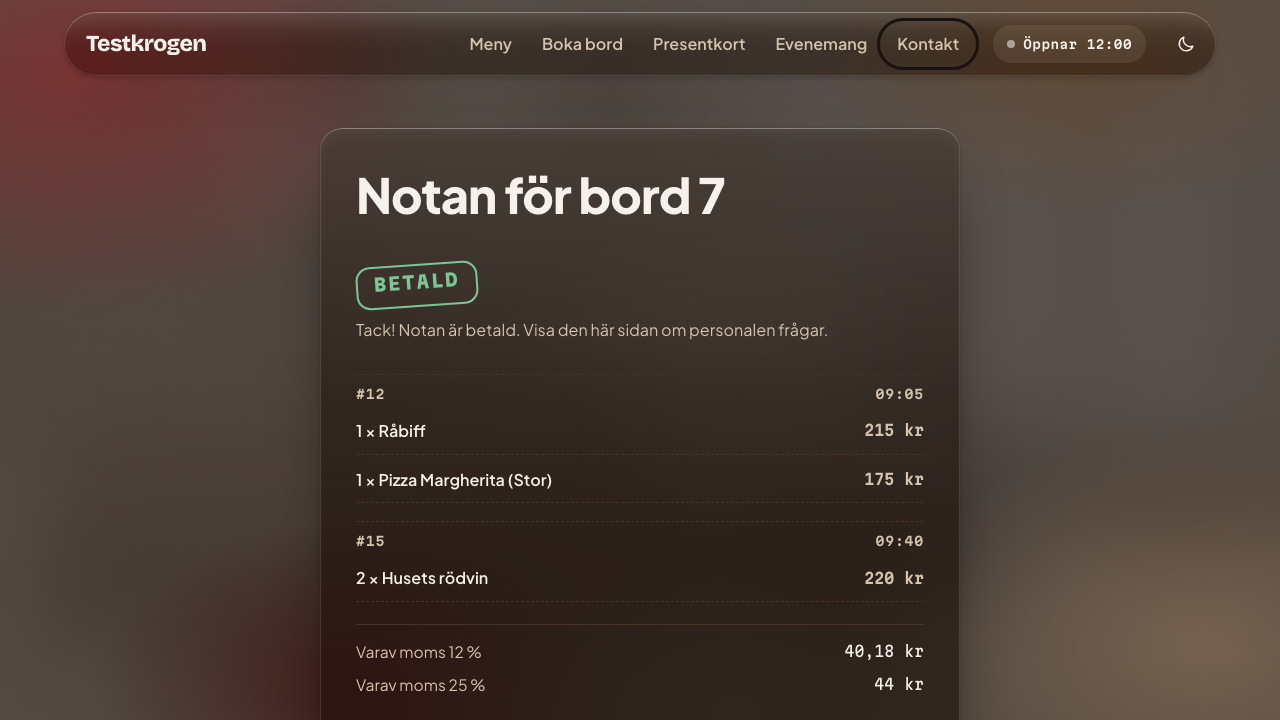 Testkrogen Meny Boka bord Presentkort Evenemang Kontakt Öppnar 12:00
Notan för bord 7
BETALD
Tack! Notan är betald. Visa den här sidan om personalen frågar.
#12 09:05
1 × Råbiff 215 kr
1 × Pizza Margherita (Stor) 175 kr
#15 09:40
2 × Husets rödvin 220 kr
Varav moms 12 % 40,18 kr
Varav moms 25 % 44 kr